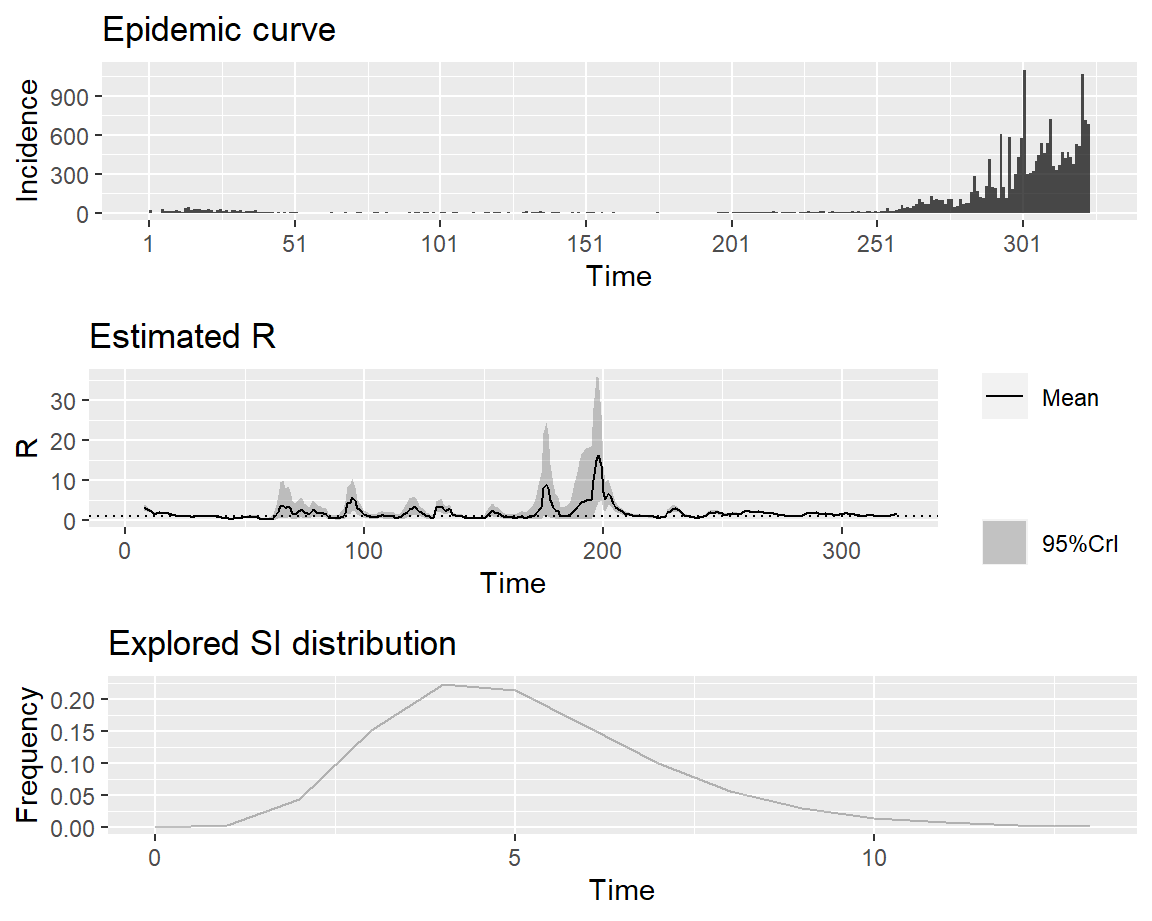 Epidemic curve
Incidence
900
600
300
0
1 51 101 151 201 251 301
Time
Estimated R
R
30
20
10
0
0 100 200 300
Time
Mean
95%CrI
Explored SI distribution
Frequency
0.20
0.15
0.10
0.05
0.00
0 5 10
Time